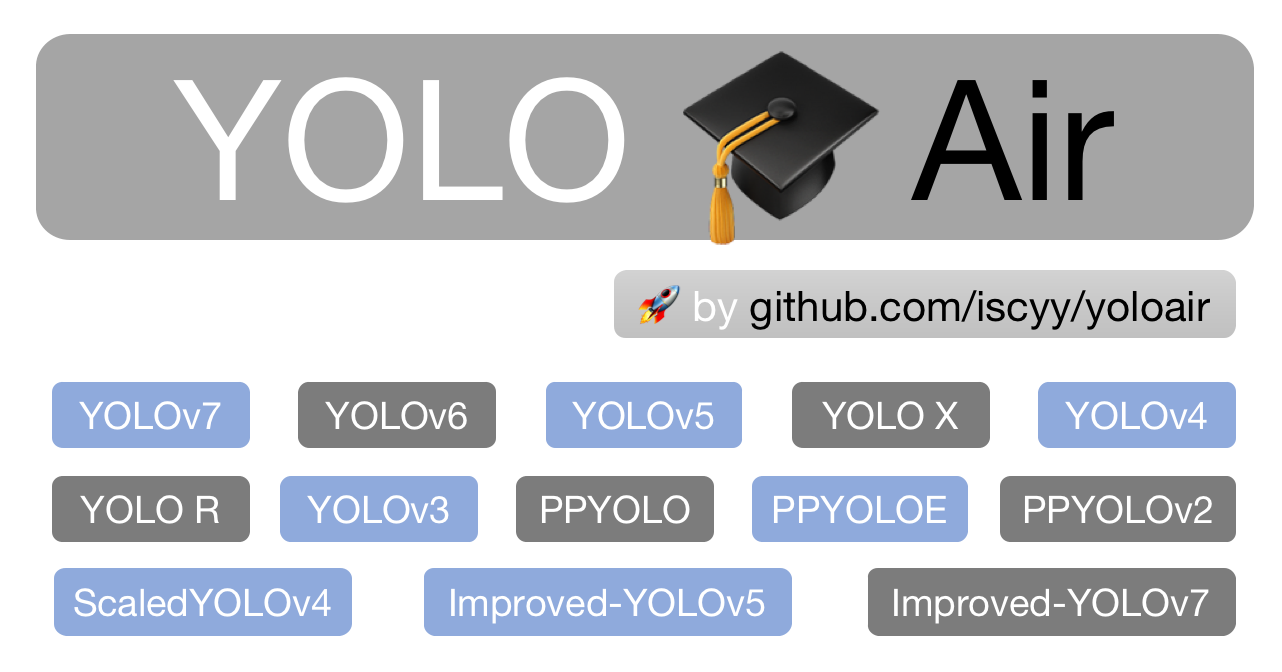 YOLO Air
by github.com/iscyy/yoloair
YOLOv7 YOLOv6 YOLOv5 YOLO X YOLOv4
YOLO R YOLOv3 PPYOLO PPYOLOE PPYOLOv2
ScaledYOLOv4 Improved-YOLOv5 Improved-YOLOv7